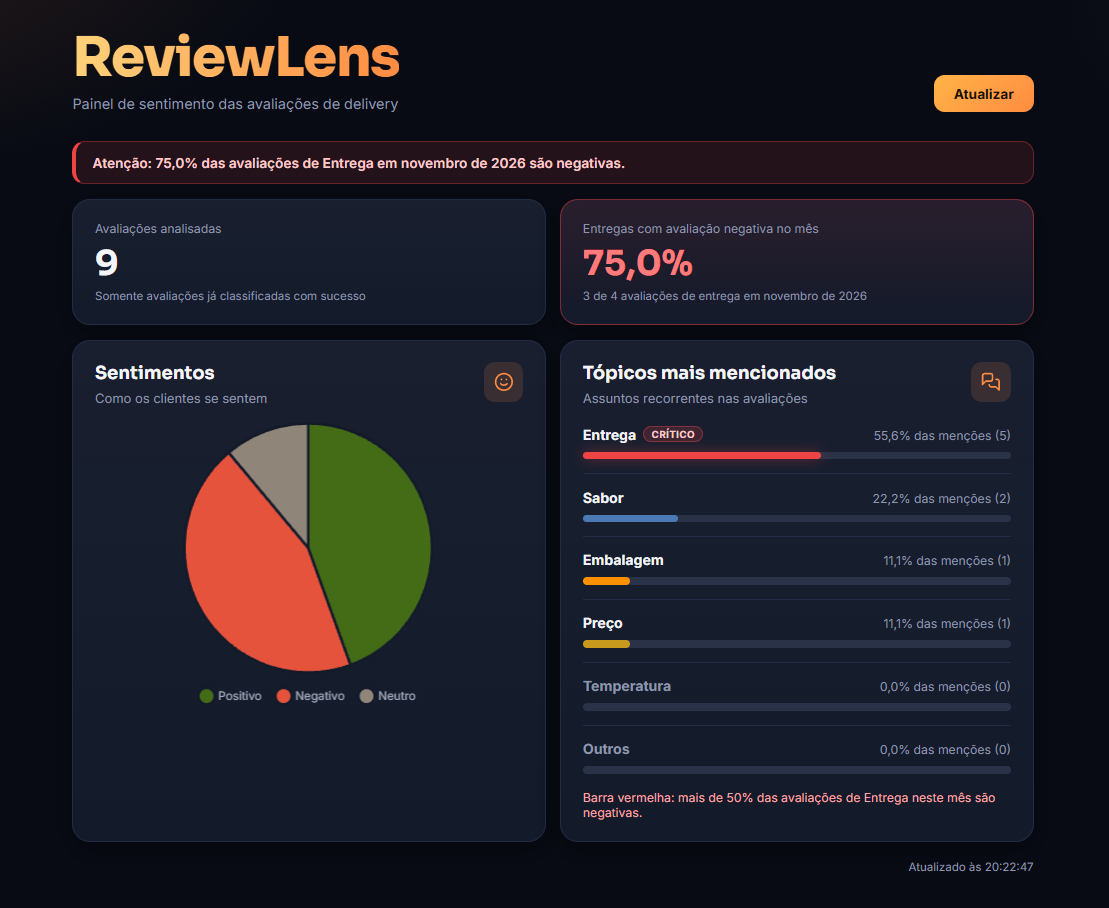 ReviewLens
Painel de sentimento das avaliações de delivery
Atualizar
Atenção: 75,0% das avaliações de Entrega em novembro de 2026 são negativas.
Avaliações analisadas
9
Somente avaliações já classificadas com sucesso
Entregas com avaliação negativa no mês
75,0%
3 de 4 avaliações de entrega em novembro de 2026
Sentimentos
Como os clientes se sentem
Positivo
Negativo
Neutro
Tópicos mais mencionados
Assuntos recorrentes nas avaliações
Entrega CRÍTICO 55,6% das menções (5)
Sabor 22,2% das menções (2)
Embalagem 11,1% das menções (1)
Preço 11,1% das menções (1)
Temperatura 0,0% das menções (0)
Outros 0,0% das menções (0)
Barra vermelha: mais de 50% das avaliações de Entrega neste mês são
negativas.
Atualizado às 20:22:47